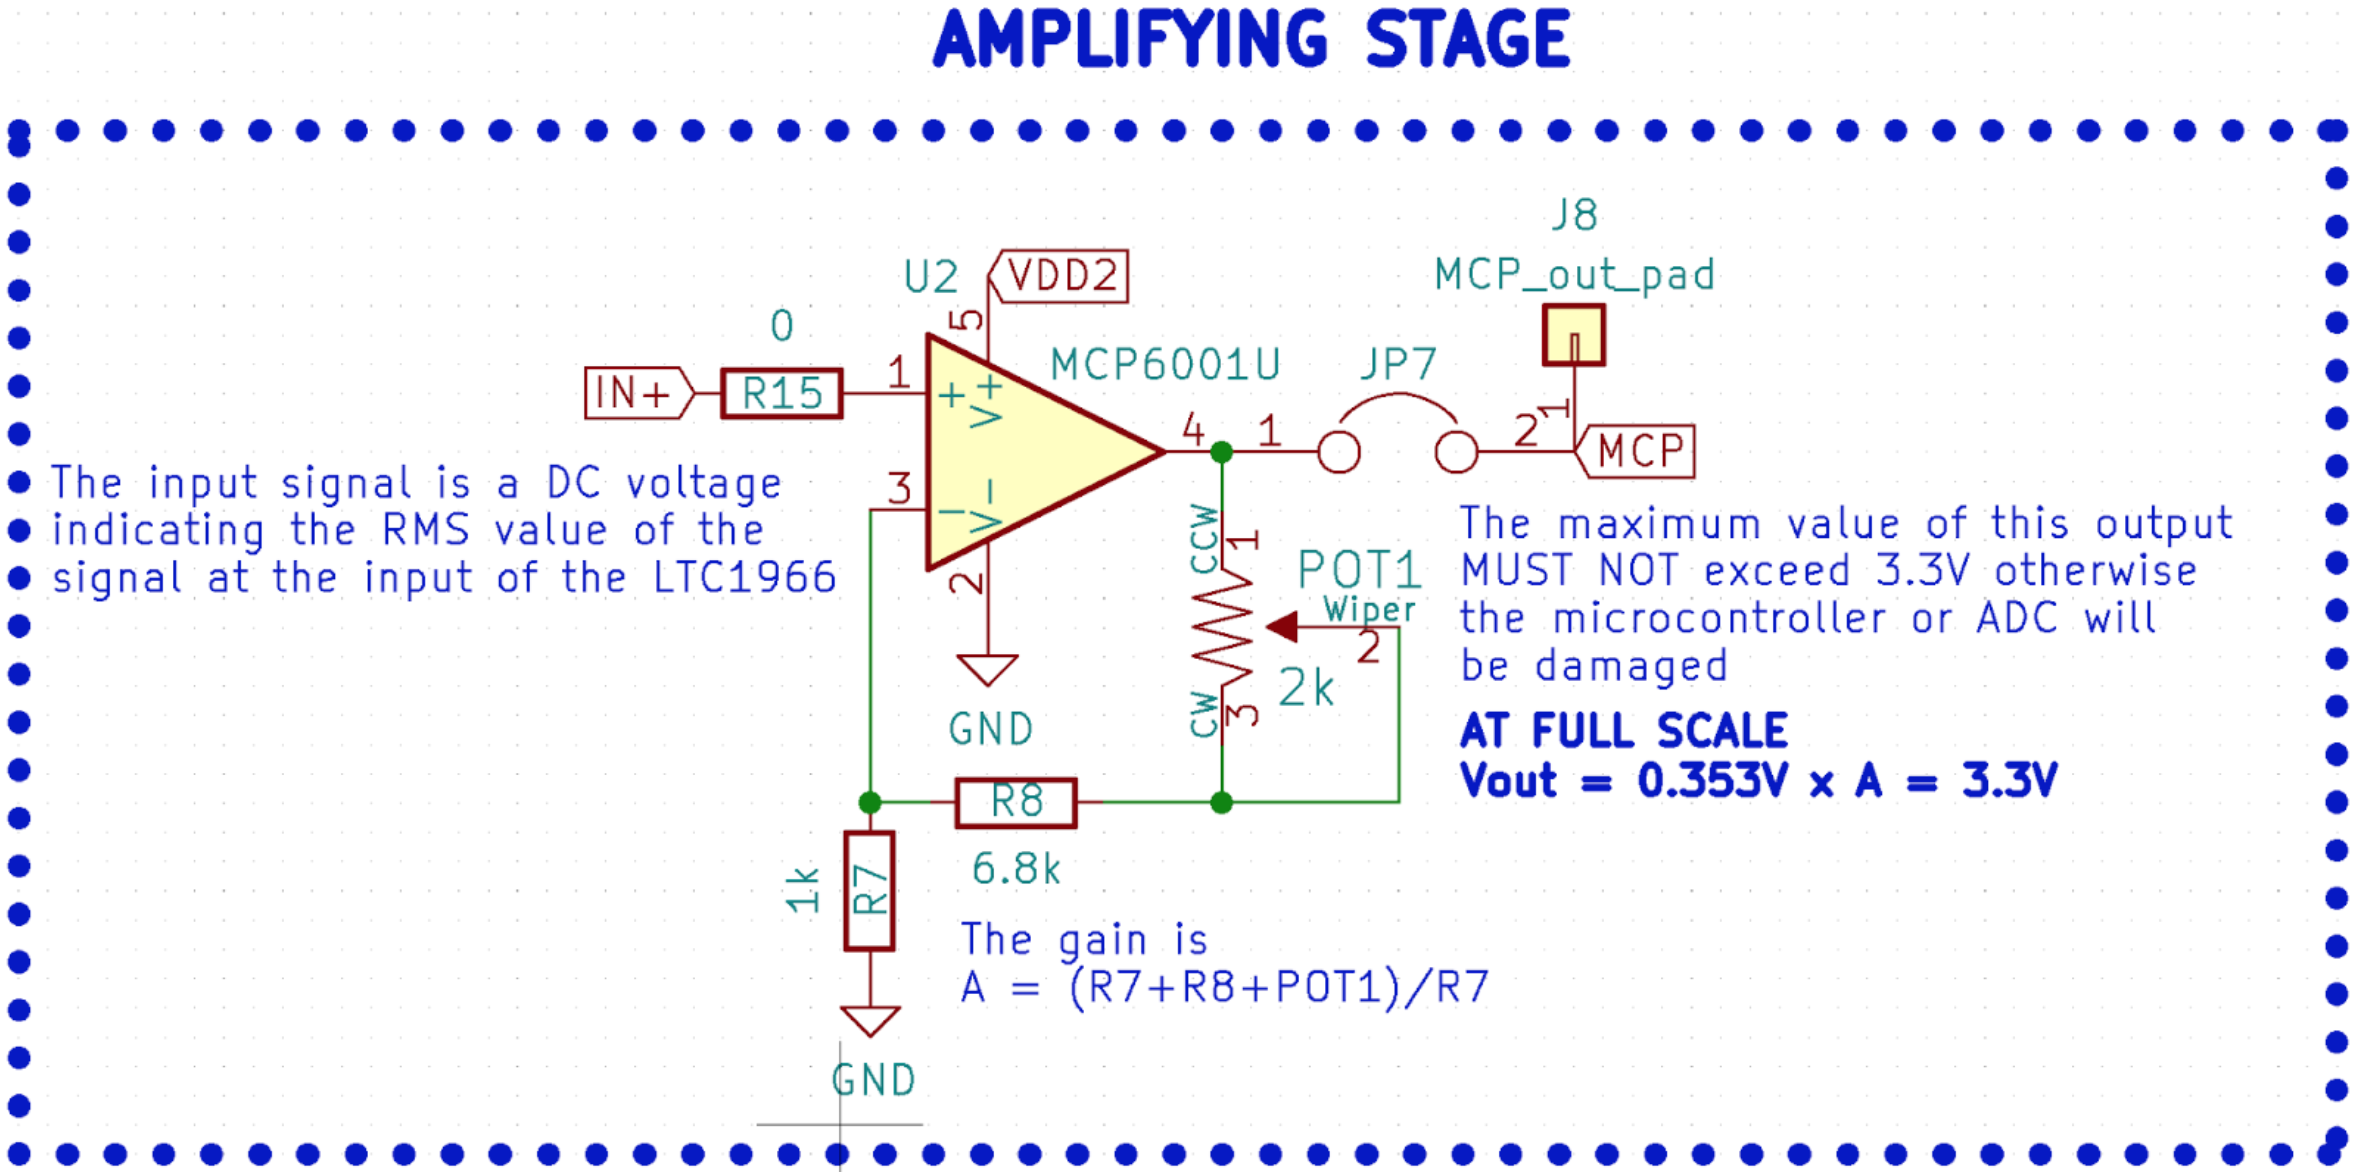 AMPLIFYING STAGE
J8
MCP_out_pad
U2
VDD2
5
0
IN+
R15
1
+
V+
MCP6001U
JP7
4
1
2
1
MCP
3
−
V−
2
GND
The input signal is a DC voltage
indicating the RMS value of the
signal at the input of the LTC1966
CCW
1
POT1
Wiper
2
2k
CW
3
The maximum value of this output
MUST NOT exceed 3.3V otherwise
the microcontroller or ADC will
be damaged
AT FULL SCALE
Vout = 0.353V x A = 3.3V
R8
6.8k
1k
R7
The gain is
A = (R7+R8+POT1)/R7
GND